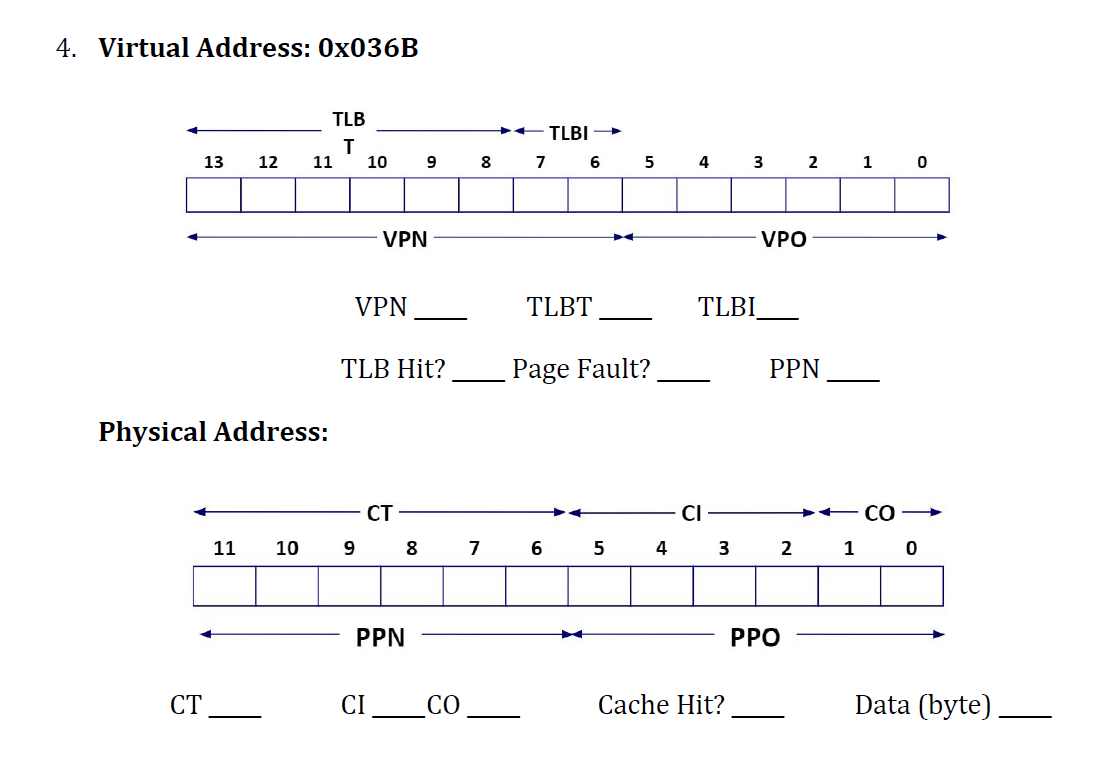 4. Virtual Address: 0x036B
TLB
T
TLBI
13 12 11 10 9 8 7 6 5 4 3 2 1 0
VPN VPO
VPN ____ TLBT ____ TLBI____
TLB Hit? ____ Page Fault? ____ PPN ____
Physical Address:
CT CI CO
11 10 9 8 7 6 5 4 3 2 1 0
PPN PPO
CT ____ CI ____CO ____ Cache Hit? ____ Data (byte) ____